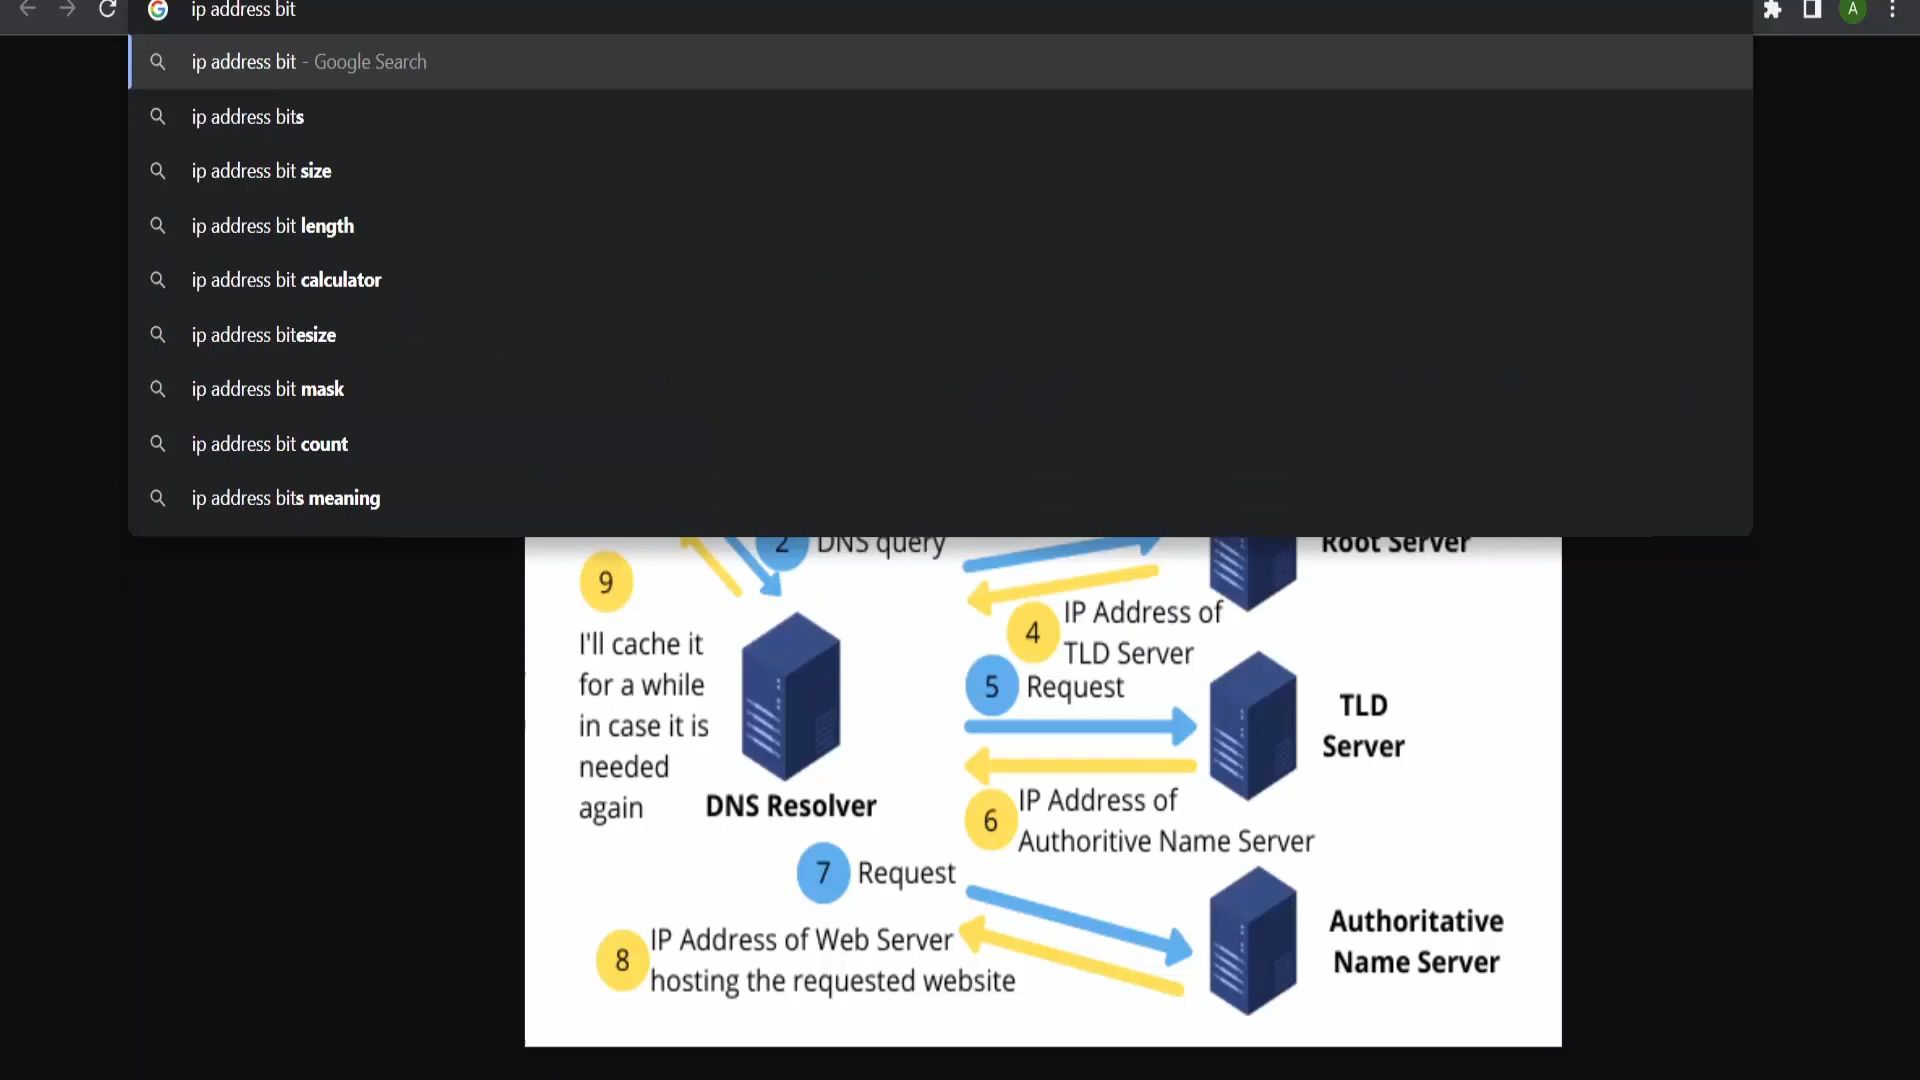 ip address bit
A
ip address bit - Google Search
ip address bits
ip address bit size
ip address bit length
ip address bit calculator
ip address bitesize
ip address bit mask
ip address bit count
ip address bits meaning
2 DNS query
Root Server
9
I'll cache it
for a while
in case it is
needed
again
DNS Resolver
4 IP Address of
TLD Server
5 Request
TLD
Server
6 IP Address of
Authoritive Name Server
7 Request
8 IP Address of Web Server
hosting the requested website
Authoritative
Name Server